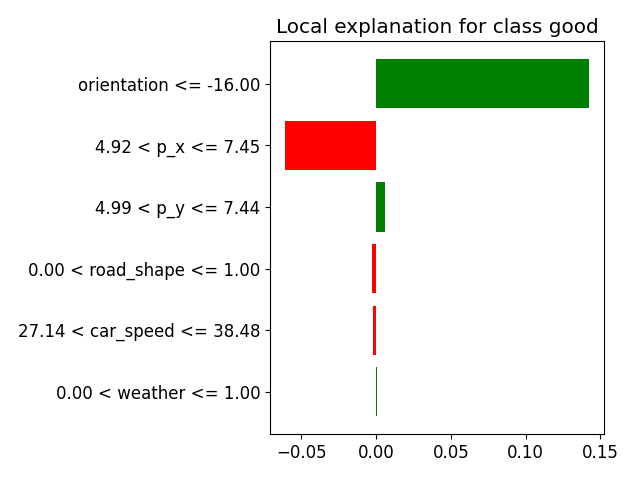 Local explanation for class good
orientation <= -16.00
4.92 < p_x <= 7.45
4.99 < p_y <= 7.44
0.00 < road_shape <= 1.00
27.14 < car_speed <= 38.48
0.00 < weather <= 1.00
−0.05 0.00 0.05 0.10 0.15